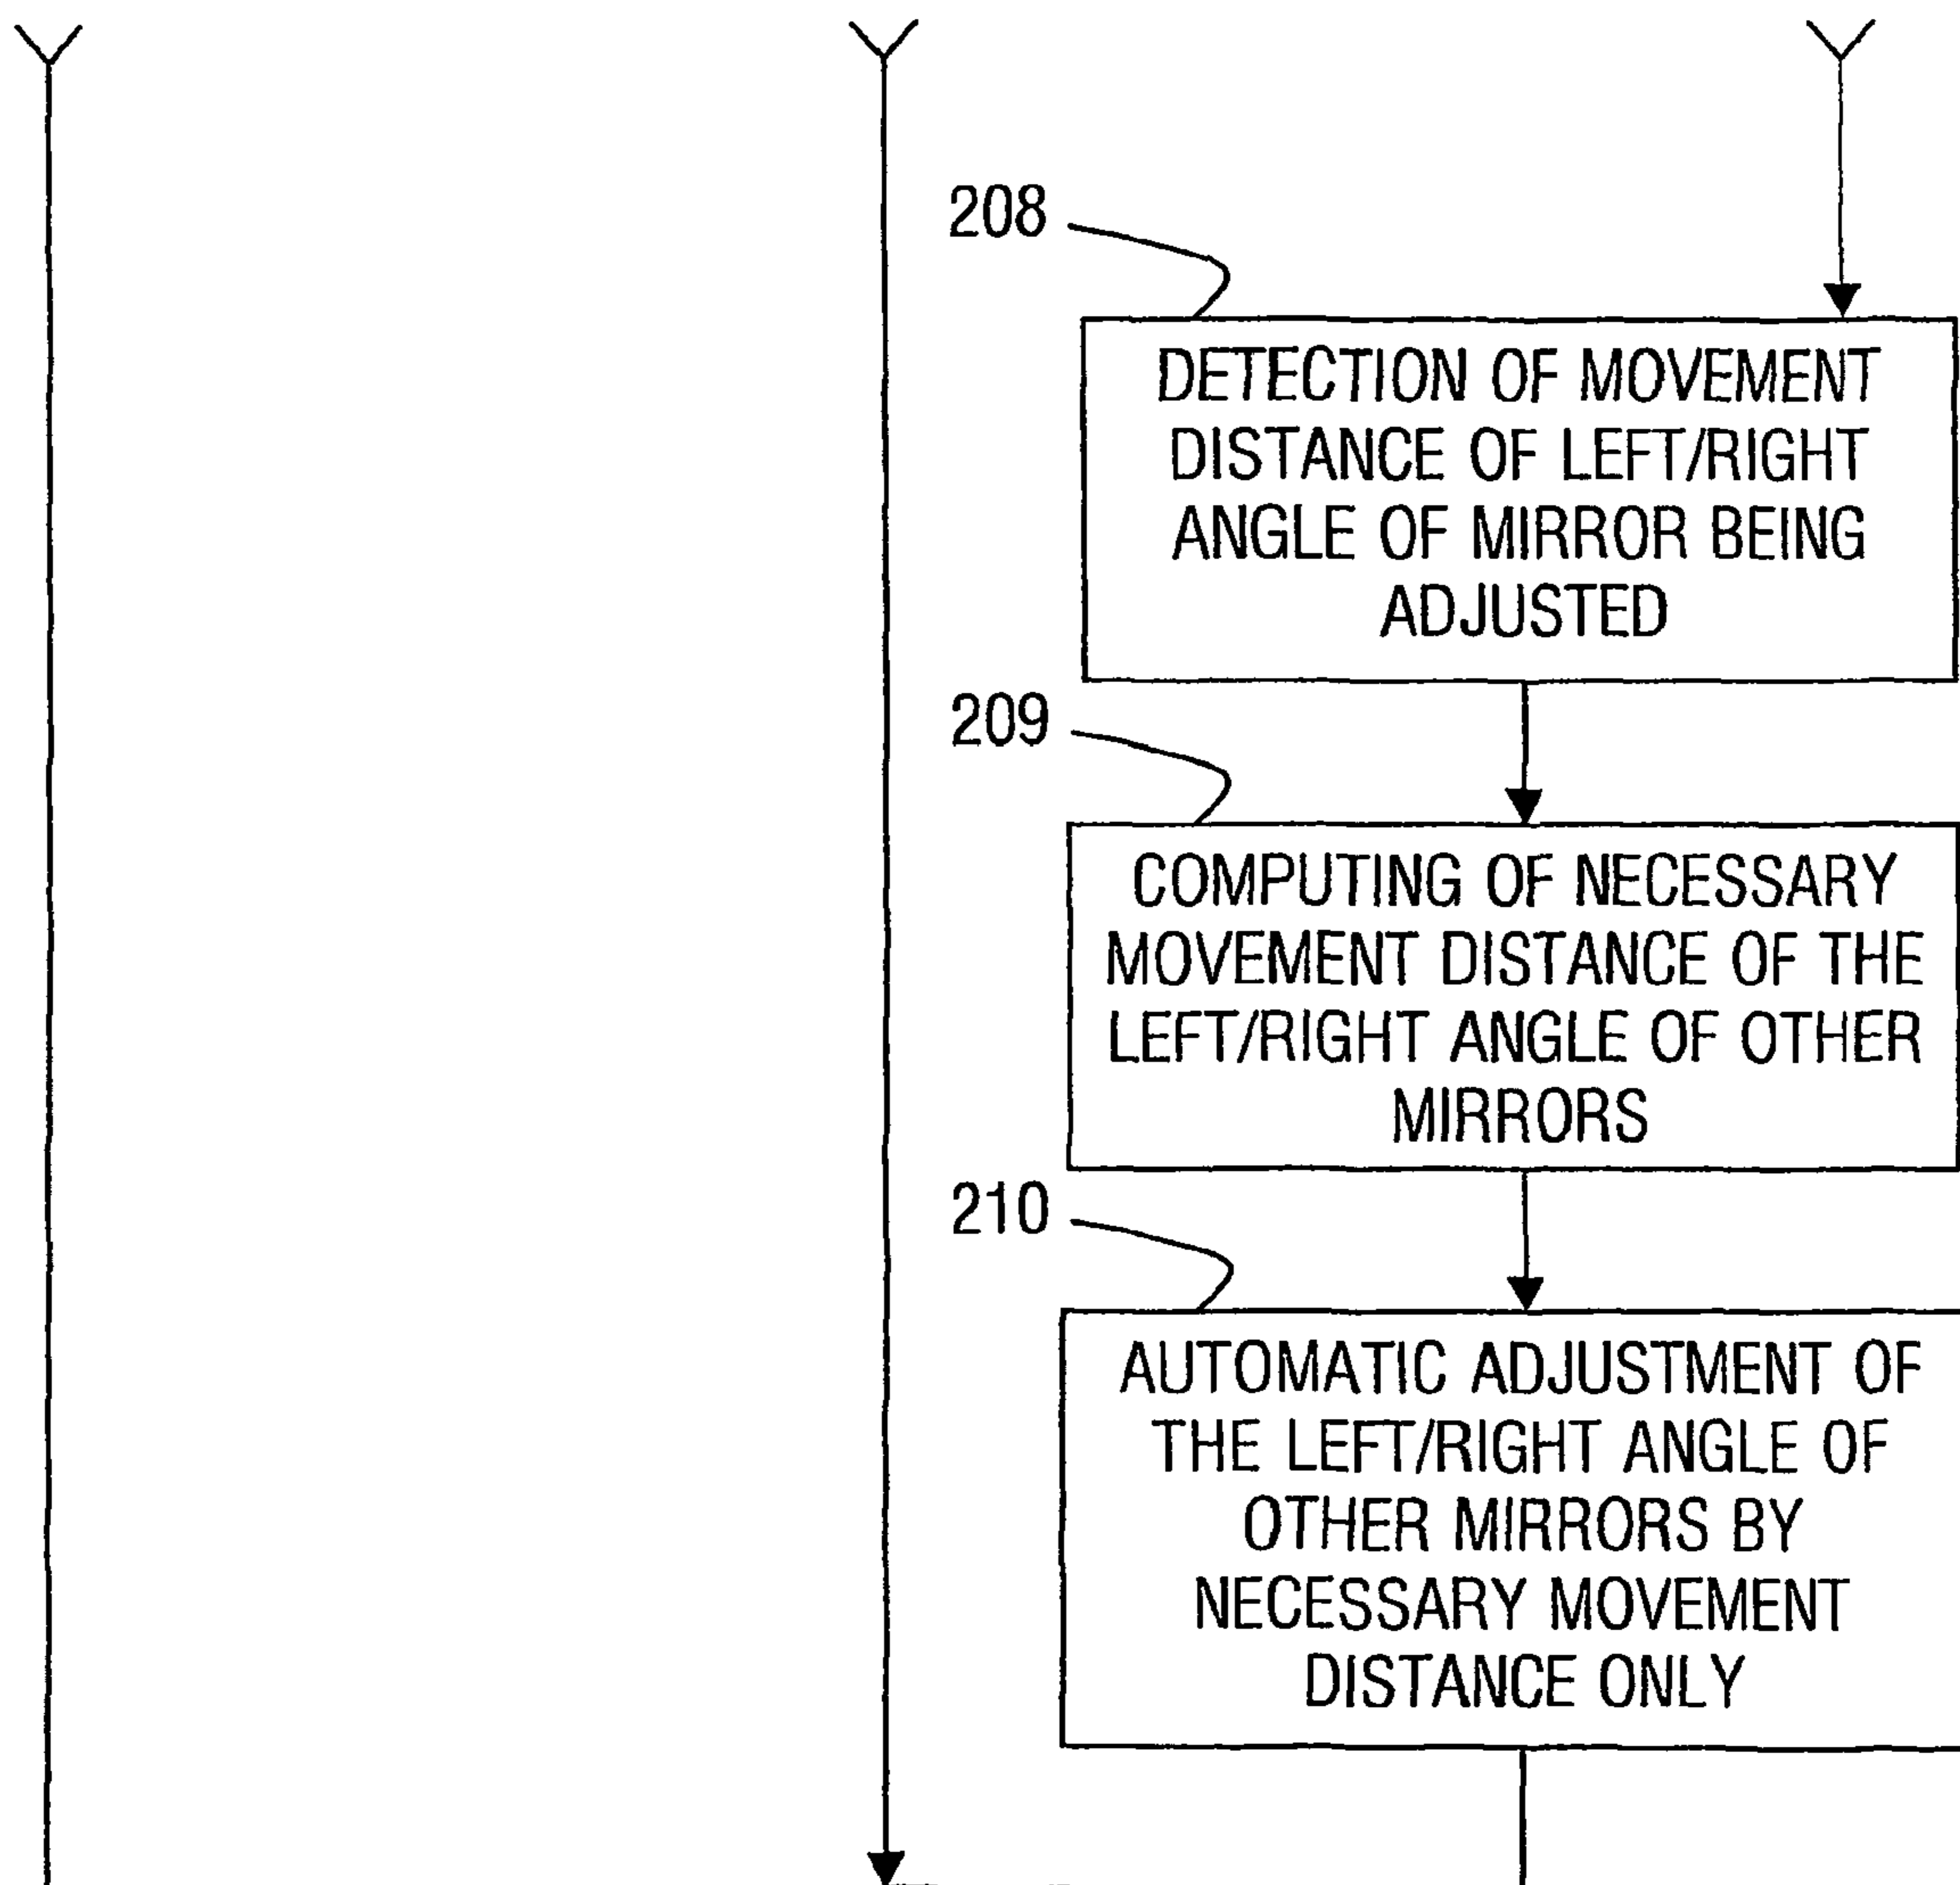 208
DETECTION OF MOVEMENT
DISTANCE OF LEFT/RIGHT
ANGLE OF MIRROR BEING
ADJUSTED
209
COMPUTING OF NECESSARY
MOVEMENT DISTANCE OF THE
LEFT/RIGHT ANGLE OF OTHER
MIRRORS
210
AUTOMATIC ADJUSTMENT OF
THE LEFT/RIGHT ANGLE OF
OTHER MIRRORS BY
NECESSARY MOVEMENT
DISTANCE ONLY